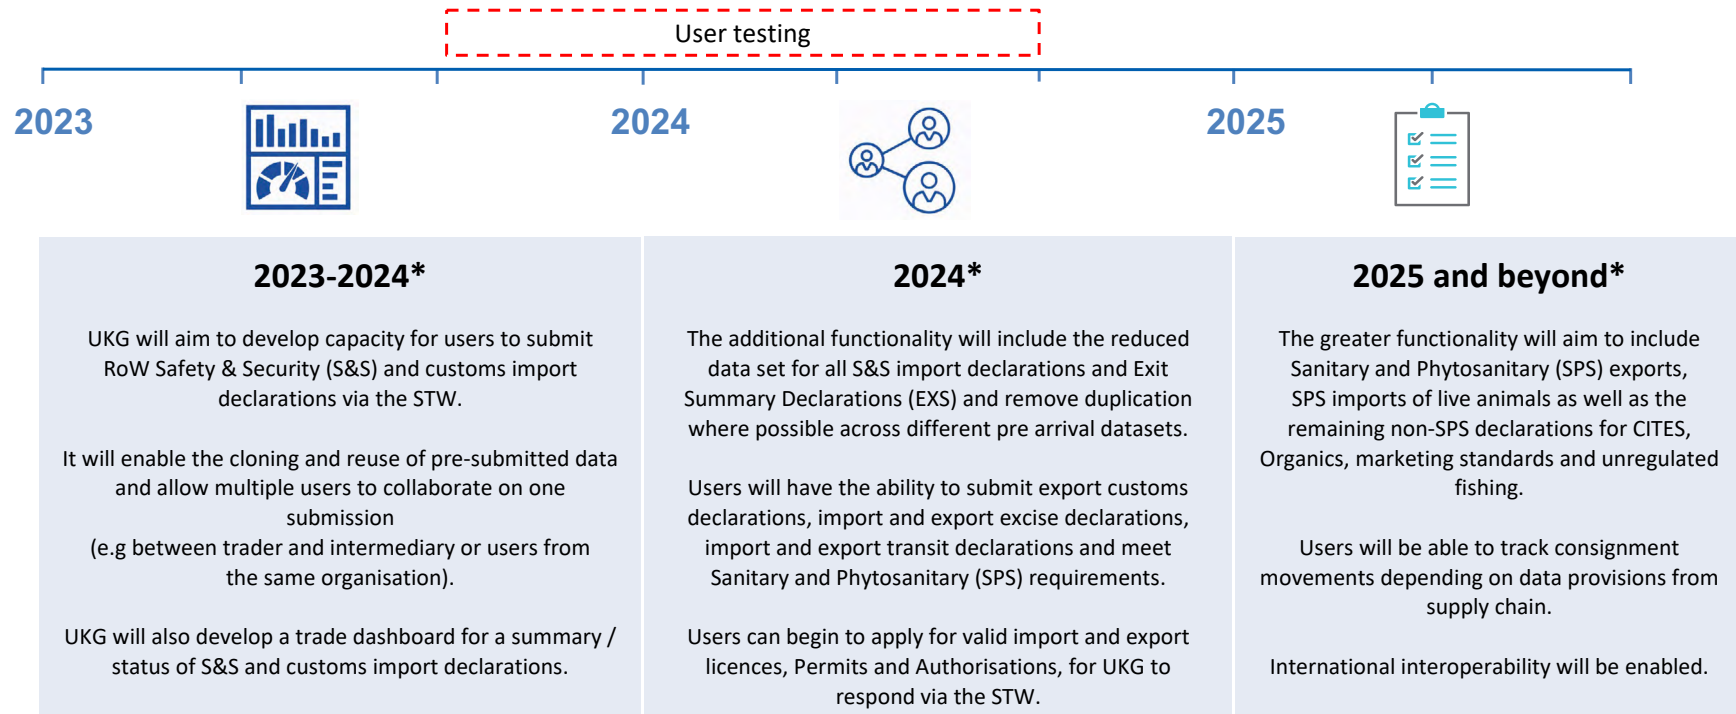 User testing
2023
2024
2025
2023-2024*
UKG will aim to develop capacity for users to submit
RoW Safety & Security (S&S) and customs import
declarations via the STW.
It will enable the cloning and reuse of pre-submitted data
and allow multiple users to collaborate on one
submission
(e.g between trader and intermediary or users from
the same organisation).
UKG will also develop a trade dashboard for a summary /
status of S&S and customs import declarations.
2024*
The additional functionality will include the reduced
data set for all S&S import declarations and Exit
Summary Declarations (EXS) and remove duplication
where possible across different pre arrival datasets.
Users will have the ability to submit export customs
declarations, import and export excise declarations,
import and export transit declarations and meet
Sanitary and Phytosanitary (SPS) requirements.
Users can begin to apply for valid import and export
licences, Permits and Authorisations, for UKG to
respond via the STW.
2025 and beyond*
The greater functionality will aim to include
Sanitary and Phytosanitary (SPS) exports,
SPS imports of live animals as well as the
remaining non-SPS declarations for CITES,
Organics, marketing standards and unregulated
fishing.
Users will be able to track consignment
movements depending on data provisions from
supply chain.
International interoperability will be enabled.